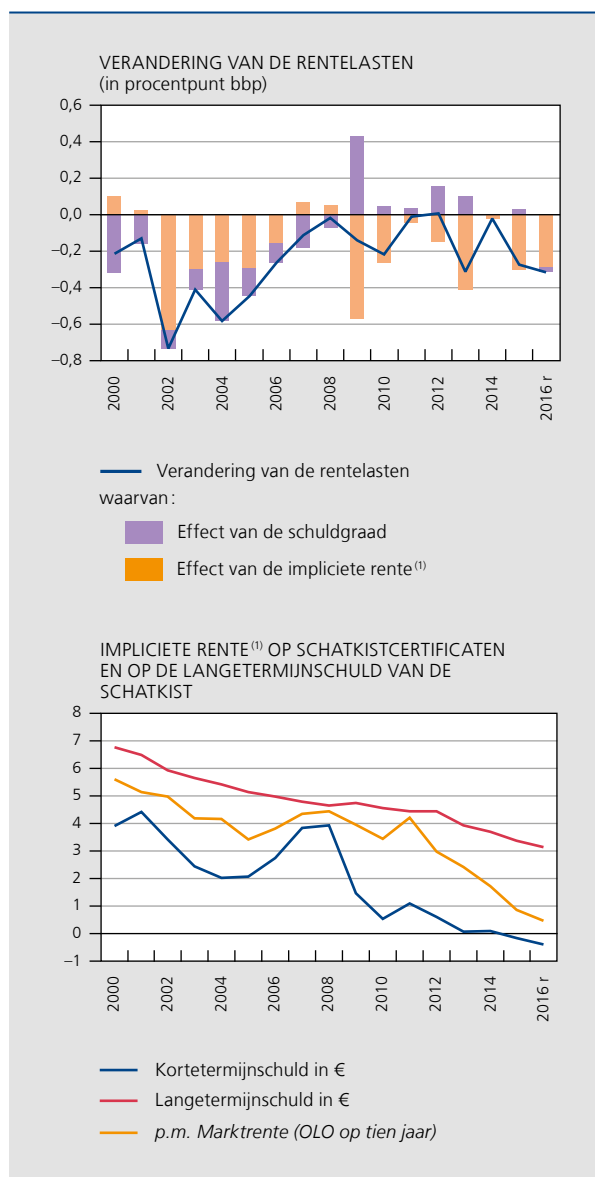 VERANDERING VAN DE RENTELASTEN
(in procentpunt bbp)
0,6
0,4
0,2
0,0
−0,2
−0,4
−0,6
−0,8
2000
2002
2004
2006
2008
2010
2012
2014
2016 r
Verandering van de rentelasten
waarvan :
Effect van de schuldgraad
Effect van de impliciete rente (1)
IMPLICIETE RENTE (1) OP SCHATKISTCERTIFICATEN
EN OP DE LANGETERMIJNSCHULD VAN DE
SCHATKIST
8
7
6
5
4
3
2
1
0
−1
2000
2002
2004
2006
2008
2010
2012
2014
2016 r
Kortetermijnschuld in €
Langetermijnschuld in €
p.m. Marktrente (OLO op tien jaar)